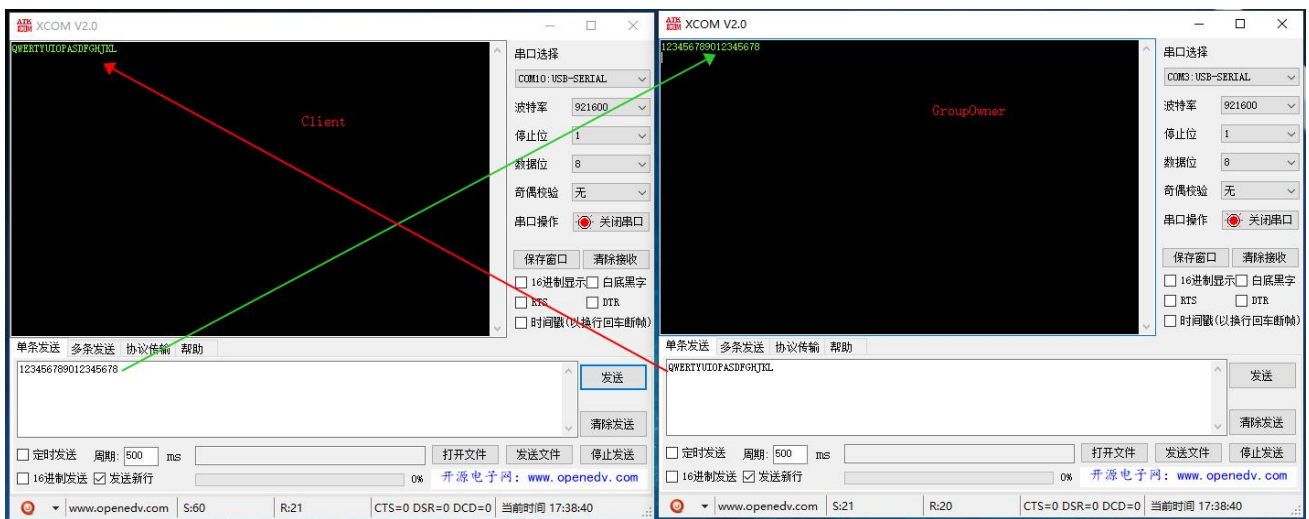 XCOM V2.0
QWERTYUIOPASDFGHJKL
Client
串口选择
COM10:USB-SERIAL
波特率 921600
停止位 1
数据位 8
奇偶校验 无
串口操作 关闭串口
保存窗口 清除接收
16进制显示 白底黑字
RTS DTR
时间戳(以换行回车断帧)
单条发送 多条发送 协议传输 帮助
123456789012345678
发送
清除发送
定时发送 周期: 500 ms 打开文件 发送文件 停止发送
16进制发送 发送新行 0% 开源电子网: www.openedv.com
www.openedv.com S:60 R:21 CTS=0 DSR=0 DCD=0 当前时间 17:38:40
XCOM V2.0
123456789012345678
GroupOwner
串口选择
COM3:USB-SERIAL
波特率 921600
停止位 1
数据位 8
奇偶校验 无
串口操作 关闭串口
保存窗口 清除接收
16进制显示 白底黑字
RTS DTR
时间戳(以换行回车断帧)
单条发送 多条发送 协议传输 帮助
QWERTYUIOPASDFGHJKL
发送
清除发送
定时发送 周期: 500 ms 打开文件 发送文件 停止发送
16进制发送 发送新行 0% 开源电子网: www.openedv.com
www.openedv.com S:21 R:20 CTS=0 DSR=0 DCD=0 当前时间 17:38:40